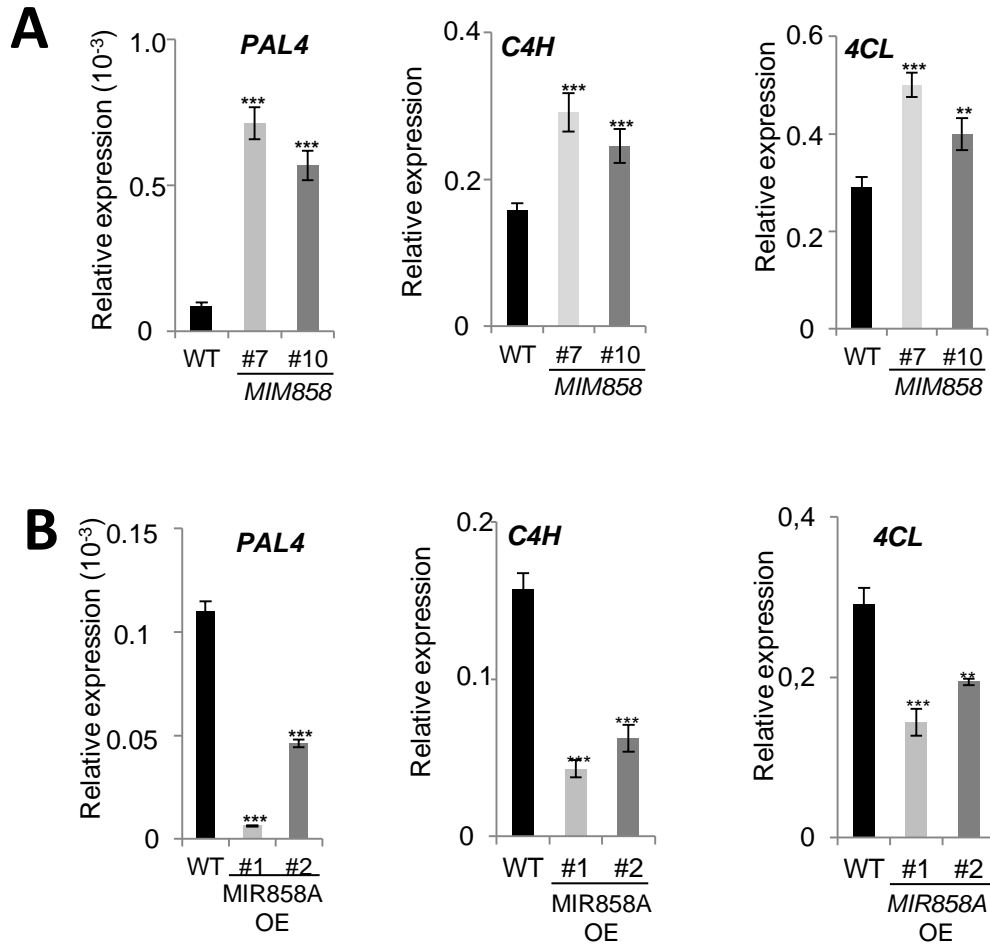 A
PAL4
Relative expression (10-3)
1.0
0.5
0
***
***
WT #7 #10
MIM858
C4H
Relative expression
0.4
0.2
0
***
***
WT #7 #10
MIM858
4CL
Relative expression
0.6
0.4
0.2
0
***
**
WT #7 #10
MIM858
B
PAL4
Relative expression (10-3)
0.15
0.1
0.05
0
***
***
WT #1 #2
MIR858A
OE
C4H
Relative expression
0.2
0.1
0
***
***
WT #1 #2
MIR858A
OE
4CL
Relative expression
0,4
0,2
0
***
**
WT #1 #2
MIR858A
OE